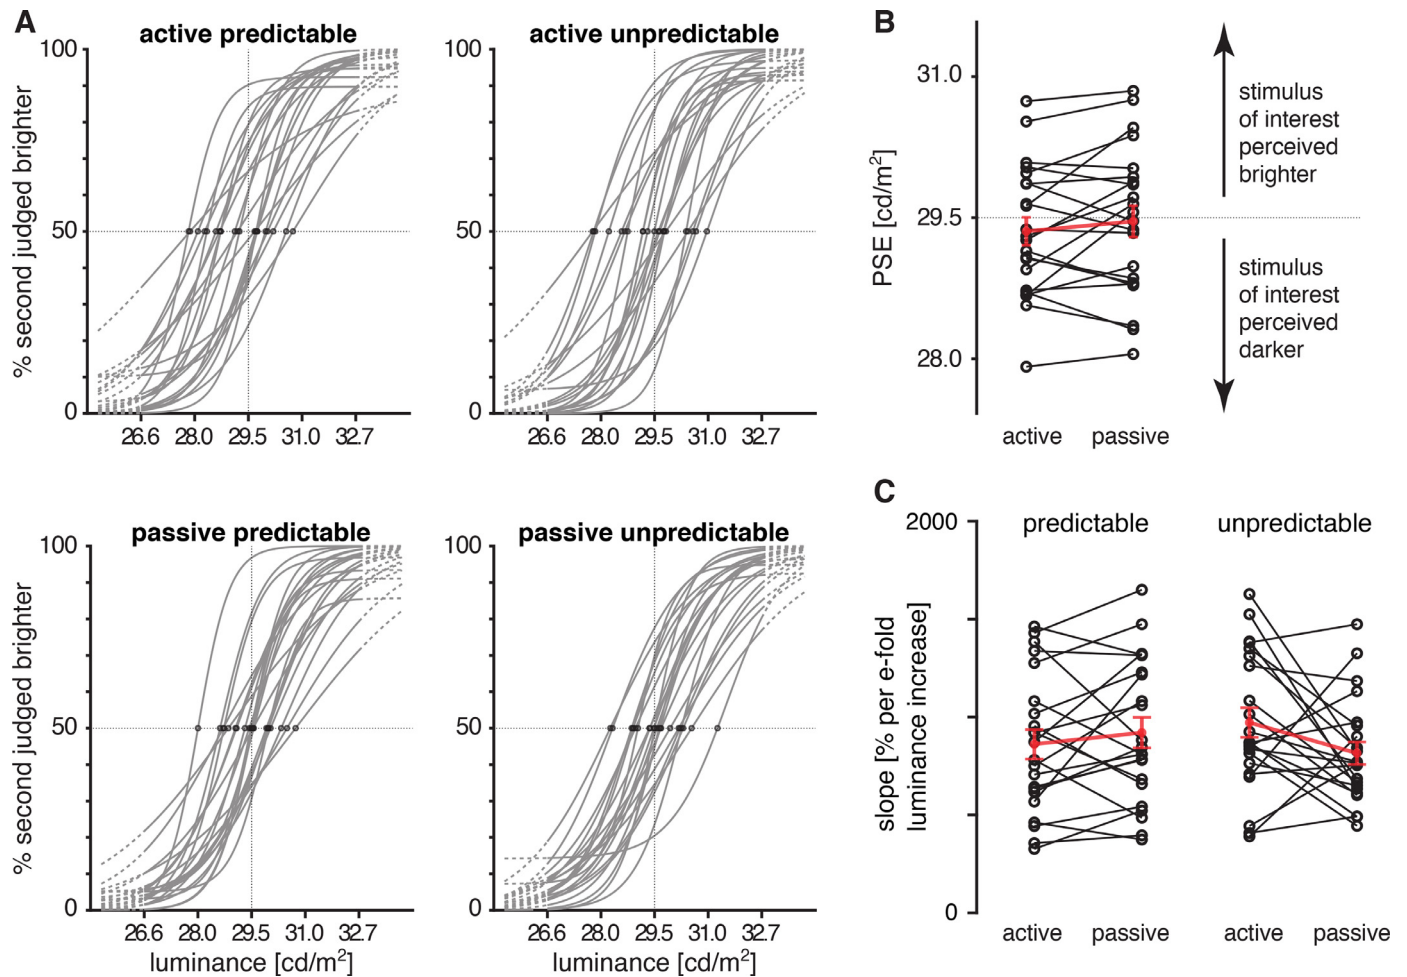 A
active predictable
100
50
0
26.6 28.0 29.5 31.0 32.7
% second judged brighter
active unpredictable
100
50
0
26.6 28.0 29.5 31.0 32.7
passive predictable
100
50
0
26.6 28.0 29.5 31.0 32.7
% second judged brighter
luminance [cd/m²]
passive unpredictable
100
50
0
26.6 28.0 29.5 31.0 32.7
luminance [cd/m²]
B
31.0
29.5
28.0
PSE [cd/m²]
active passive
stimulus
of interest
perceived
brighter
stimulus
of interest
perceived
darker
C
2000
0
slope [% per e-fold
luminance increase]
predictable unpredictable
active passive active passive